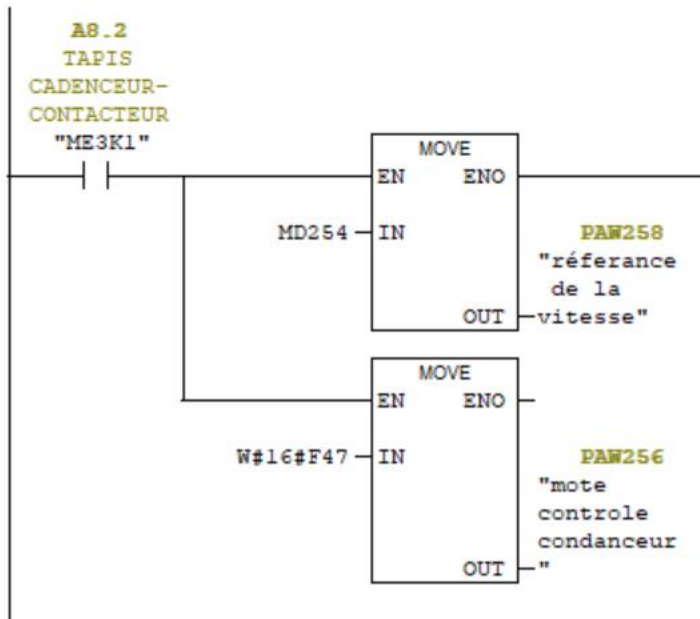 A8.2
TAPIS
CADENCEUR-
CONTACTEUR
"ME3K1"
MOVE
EN ENO
MD254 IN
PAW258
"réferance
de la
OUT vitesse"
MOVE
EN ENO
W#16#F47 IN
PAW256
"mote
controle
condanceur
OUT "